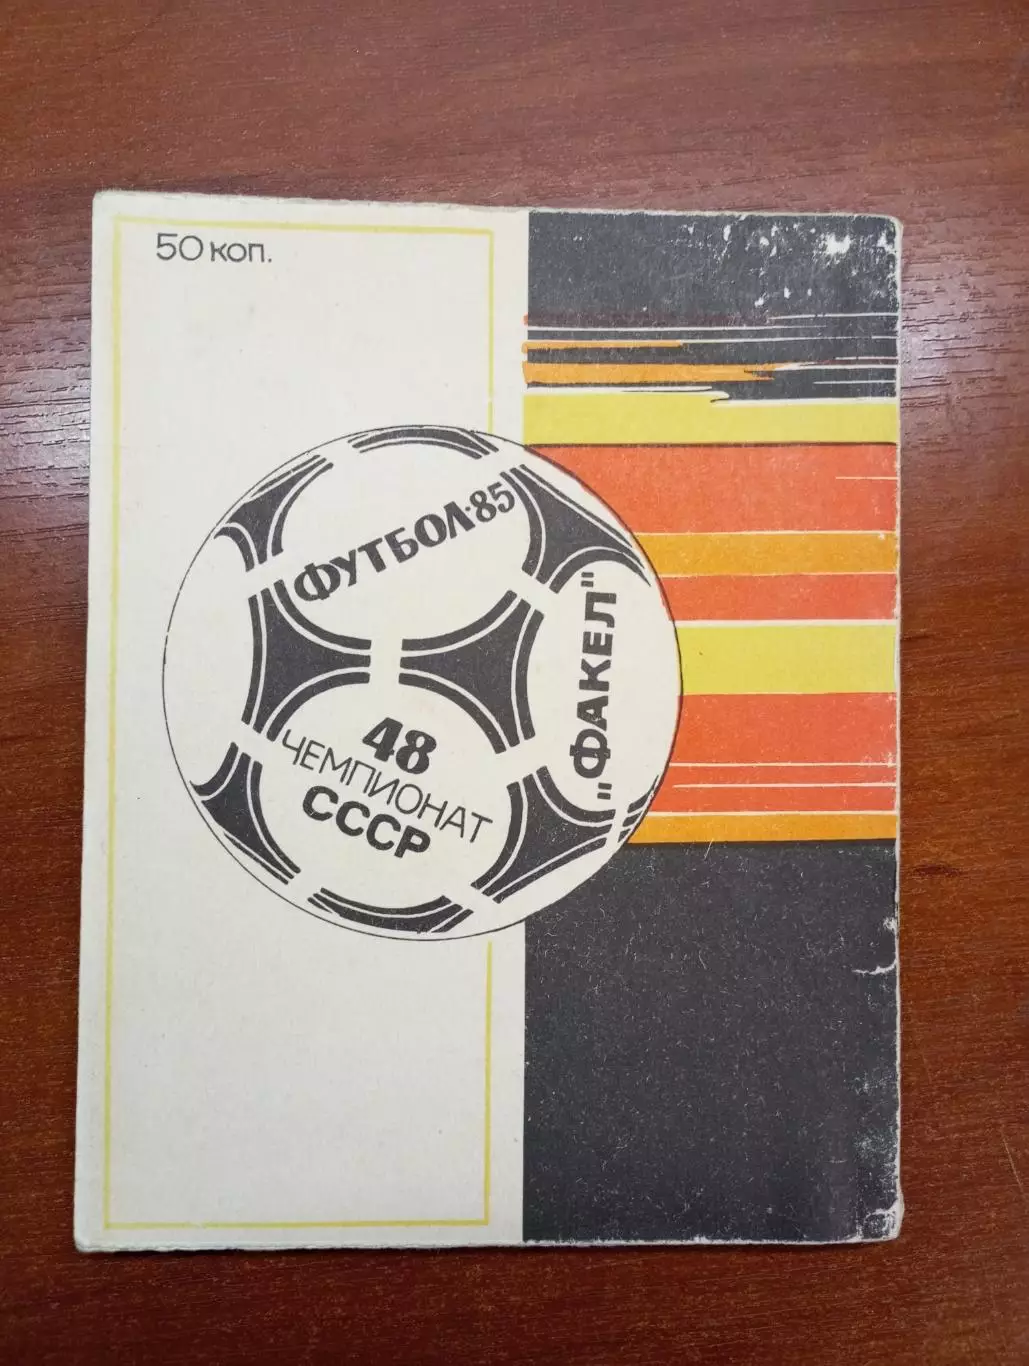 50 коп.
ФУТБОЛ·85
„ФАКЕЛ"
48
ЧЕМПИОНАТ
СССР